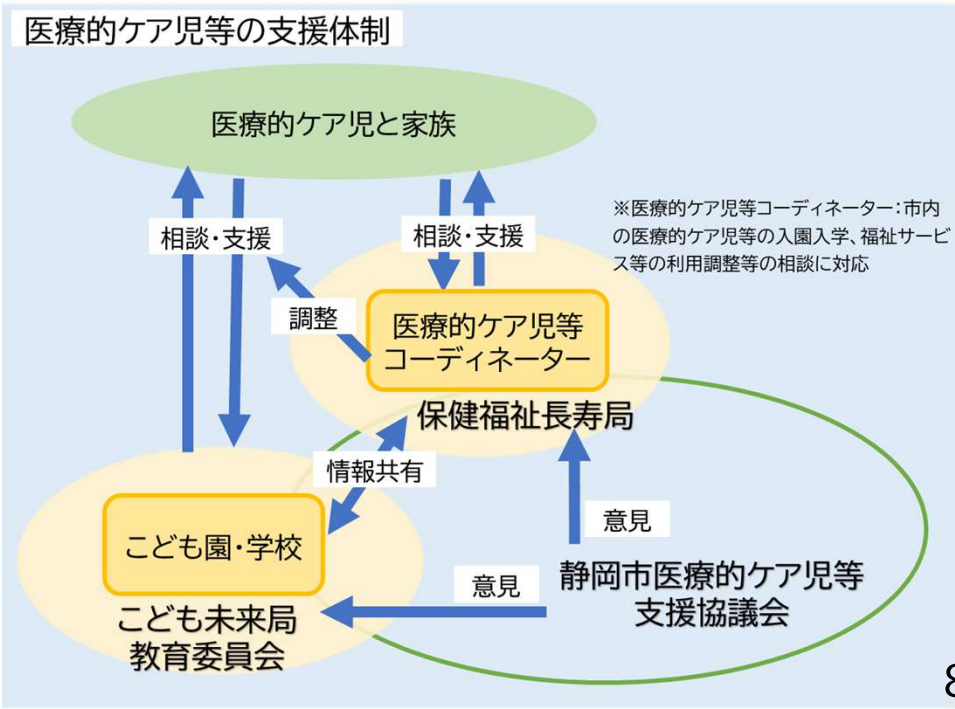 医療的ケア児等の支援体制
医療的ケア児と家族
相談・支援
相談・支援
※医療的ケア児等コーディネーター：市内
の医療的ケア児等の入園入学、福祉サービ
ス等の利用調整等の相談に対応
調整
医療的ケア児等
コーディネーター
保健福祉長寿局
情報共有
こども園・学校
こども未来局
教育委員会
意見
意見
静岡市医療的ケア児等
支援協議会
8